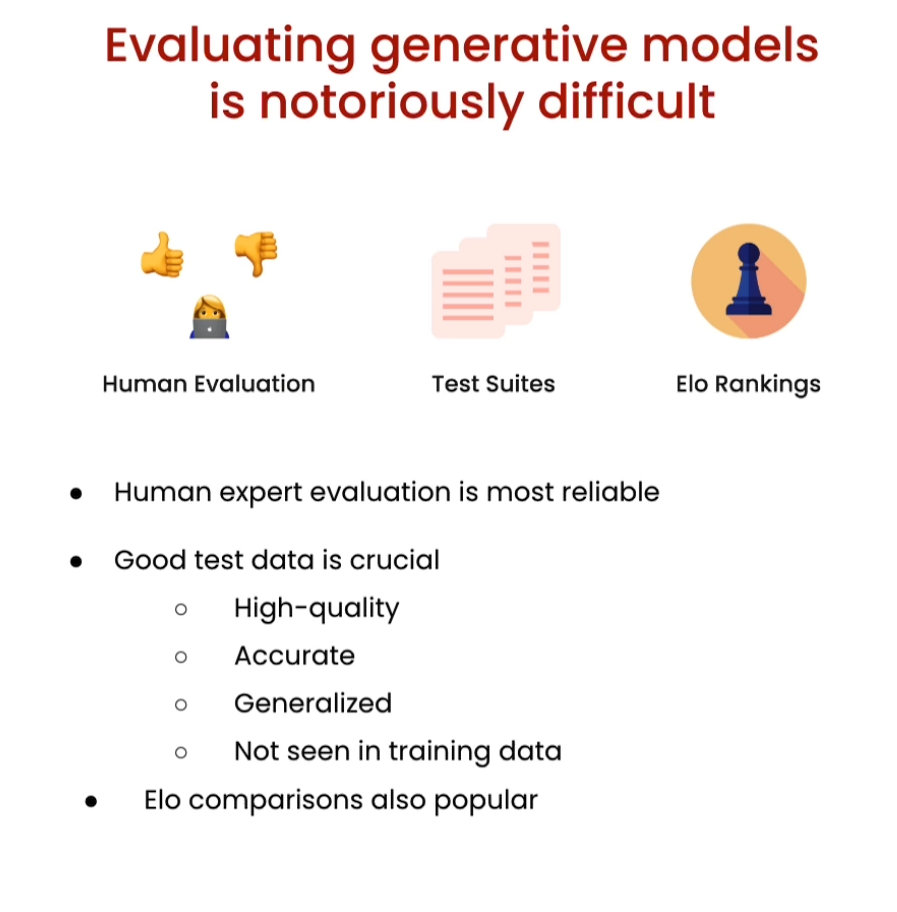 Evaluating generative models
is notoriously difficult
Human Evaluation
Test Suites
Elo Rankings
● Human expert evaluation is most reliable
● Good test data is crucial
○ High-quality
○ Accurate
○ Generalized
○ Not seen in training data
● Elo comparisons also popular